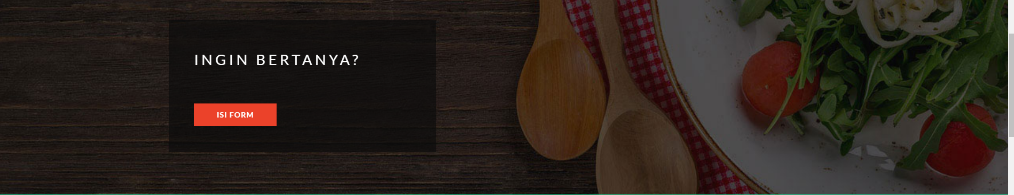 INGIN BERTANYA?
ISI FORM